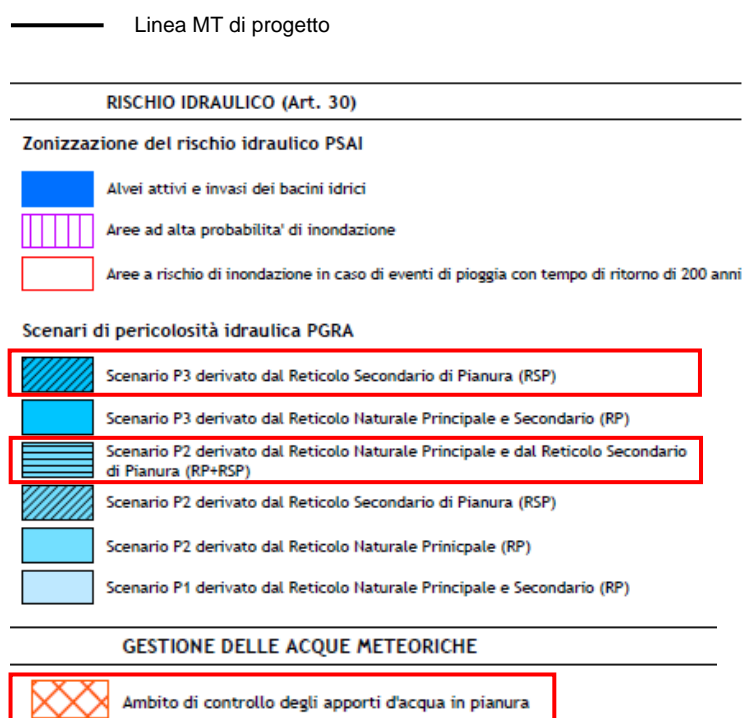 Linea MT di progetto
RISCHIO IDRAULICO (Art. 30)
Zonizzazione del rischio idraulico PSAI
Alvei attivi e invasi dei bacini idrici
Aree ad alta probabilita' di inondazione
Aree a rischio di inondazione in caso di eventi di pioggia con tempo di ritorno di 200 anni
Scenari di pericolosità idraulica PGRA
Scenario P3 derivato dal Reticolo Secondario di Pianura (RSP)
Scenario P3 derivato dal Reticolo Naturale Principale e Secondario (RP)
Scenario P2 derivato dal Reticolo Naturale Principale e dal Reticolo Secondario
di Pianura (RP+RSP)
Scenario P2 derivato dal Reticolo Secondario di Pianura (RSP)
Scenario P2 derivato dal Reticolo Naturale Prinicpale (RP)
Scenario P1 derivato dal Reticolo Naturale Principale e Secondario (RP)
GESTIONE DELLE ACQUE METEORICHE
Ambito di controllo degli apporti d'acqua in pianura